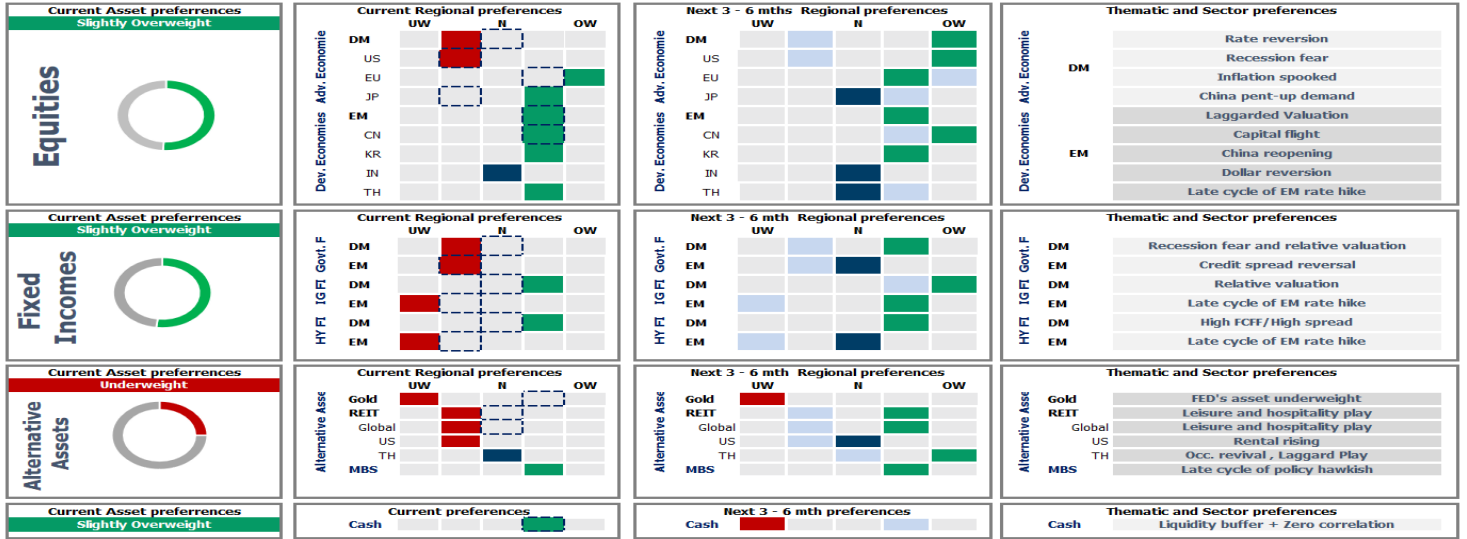 Current Asset preferrences
Slightly Overweight
Equities
Current Regional preferences
UW N OW
Adv. Economie
DM
US
EU
JP
Dev. Economies
EM
CN
KR
IN
TH
Next 3 - 6 mths Regional preferences
UW N OW
Adv. Economie
DM
US
EU
JP
Dev. Economies
EM
CN
KR
IN
TH
Thematic and Sector preferences
Adv. Economie
DM
Rate reversion
Recession fear
Inflation spooked
China pent-up demand
Dev. Economies
EM
Laggarded Valuation
Capital flight
China reopening
Dollar reversion
Late cycle of EM rate hike
Current Asset preferrences
Slightly Overweight
Fixed
Incomes
Current Regional preferences
UW N OW
Govt. F
DM
EM
IG FI
DM
EM
HY FI
DM
EM
Next 3 - 6 mth Regional preferences
UW N OW
Govt. F
DM
EM
IG FI
DM
EM
HY FI
DM
EM
Thematic and Sector preferences
Govt. F
DM Recession fear and relative valuation
EM Credit spread reversal
IG FI
DM Relative valuation
EM Late cycle of EM rate hike
HY FI
DM High FCFF/High spread
EM Late cycle of EM rate hike
Current Asset preferrences
Underweight
Alternative
Assets
Current Regional preferences
UW N OW
Alternative Asse
Gold
REIT
Global
US
TH
MBS
Next 3 - 6 mth Regional preferences
UW N OW
Alternative Asse
Gold
REIT
Global
US
TH
MBS
Thematic and Sector preferences
Alternative Asse
Gold FED's asset underweight
REIT Leisure and hospitality play
Global Leisure and hospitality play
US Rental rising
TH Occ. revival , Laggard Play
MBS Late cycle of policy hawkish
Current Asset preferrences
Slightly Overweight
Current preferences
Cash
Next 3 - 6 mth preferences
Cash
Thematic and Sector preferences
Cash Liquidity buffer + Zero correlation